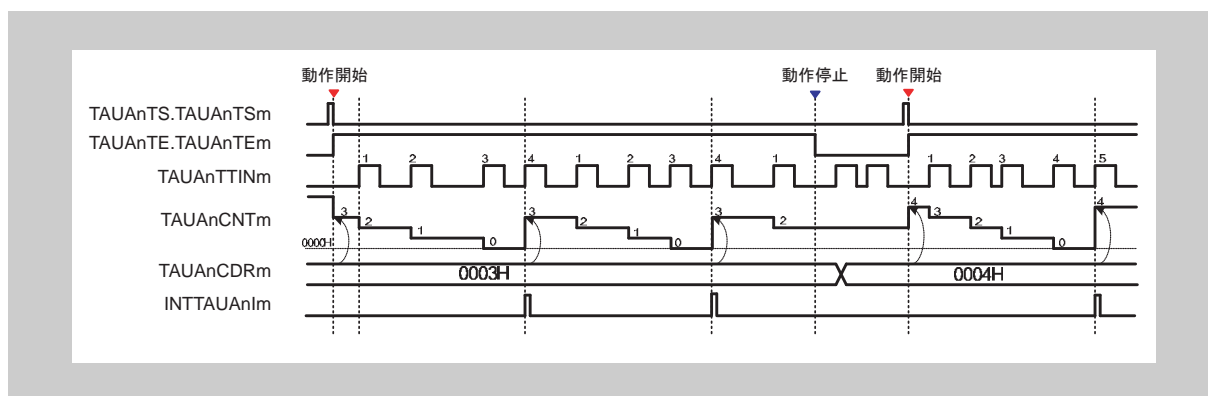 動作開始 動作停止 動作開始
TAUAnTS.TAUAnTSm
TAUAnTE.TAUAnTEm
TAUAnTTINm 1 2 3 4 1 2 3 4 1 1 2 3 4 5
TAUAnCNTm 3 2 1 0 3 2 1 0 3 2 4 3 2 1 0 4
0000H
TAUAnCDRm 0003H 0004H
INTTAUAnIm